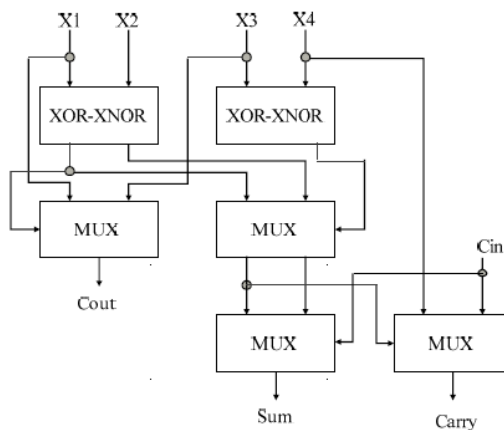 X1 X2 X3 X4
XOR-XNOR XOR-XNOR
MUX MUX
Cin
Cout
MUX MUX
Sum Carry